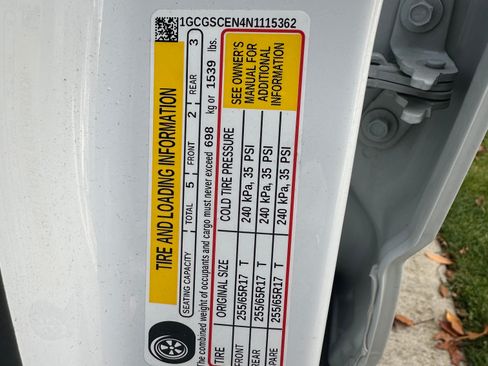 1GCGSCEN4N1115362
TIRE AND LOADING INFORMATION
SEATING CAPACITY TOTAL 5 FRONT 2 REAR 3
The combined weight of occupants and cargo must never exceed 698 kg or 1539 lbs.
TIRE ORIGINAL SIZE COLD TIRE PRESSURE
FRONT 255/65R17 T 240 kPa, 35 PSI
REAR 255/65R17 T 240 kPa, 35 PSI
SPARE 255/65R17 T 240 kPa, 35 PSI
SEE OWNER'S
MANUAL FOR
ADDITIONAL
INFORMATION